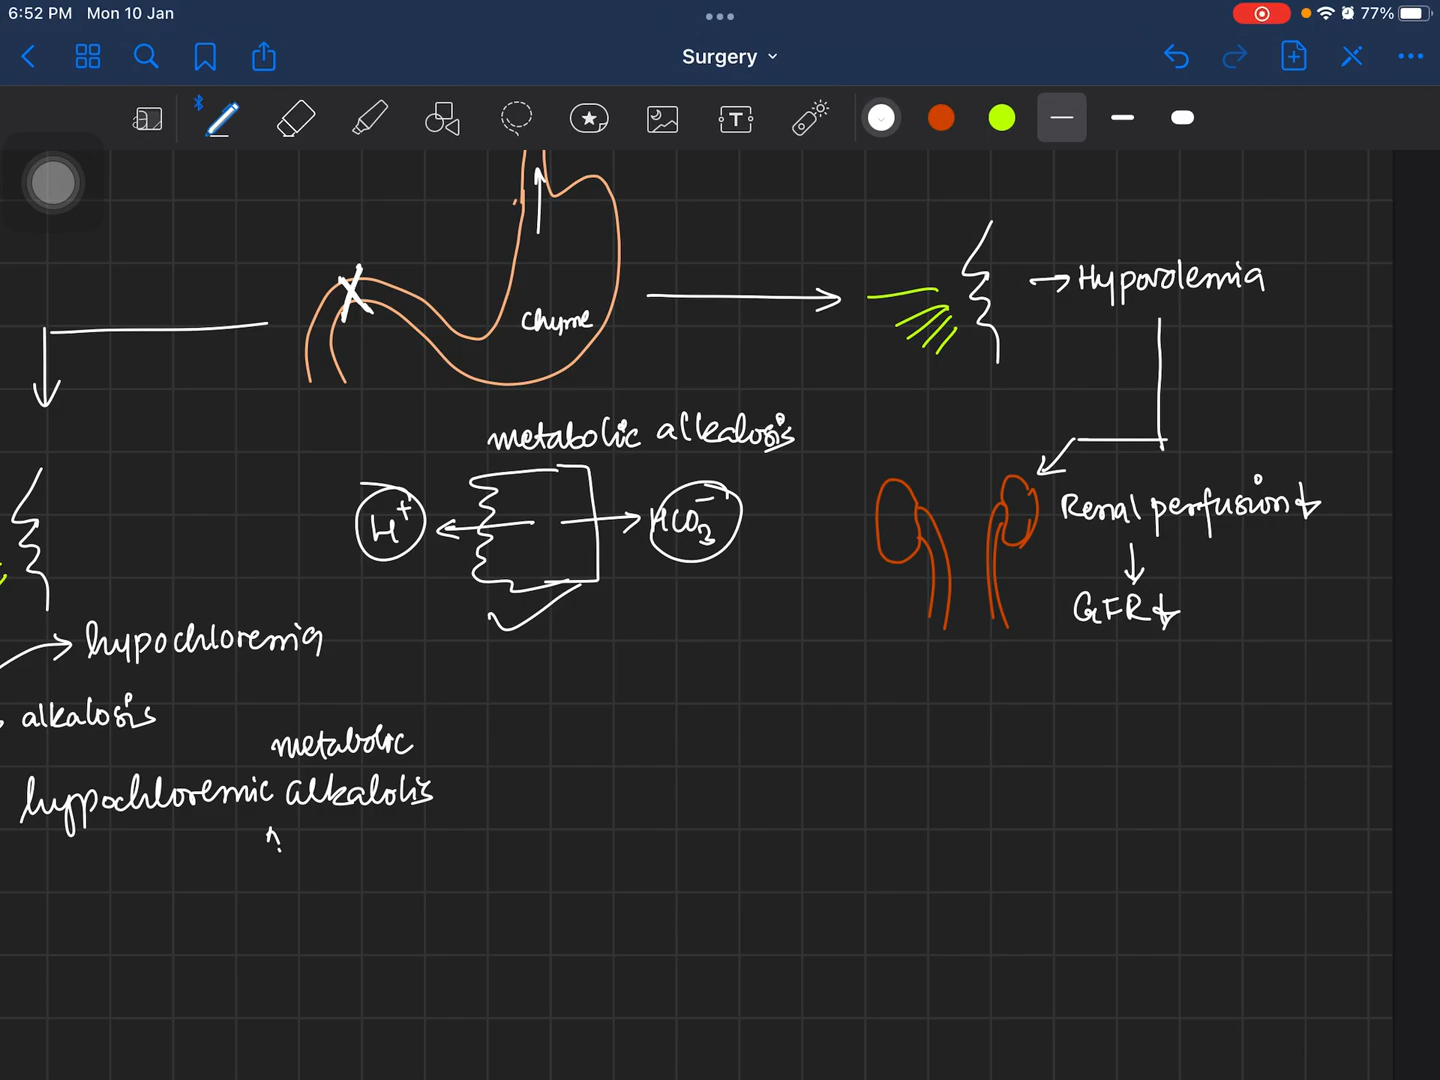 6:52 PM Mon 10 Jan
77%
Surgery
T
chyme
→ Hypovolemia
metabolic alkalosis
H+
HCO3-
Renal perfusion ↓
GFR ↓
hypochloremia
alkalosis
metabolic
hypochloremic alkalosis